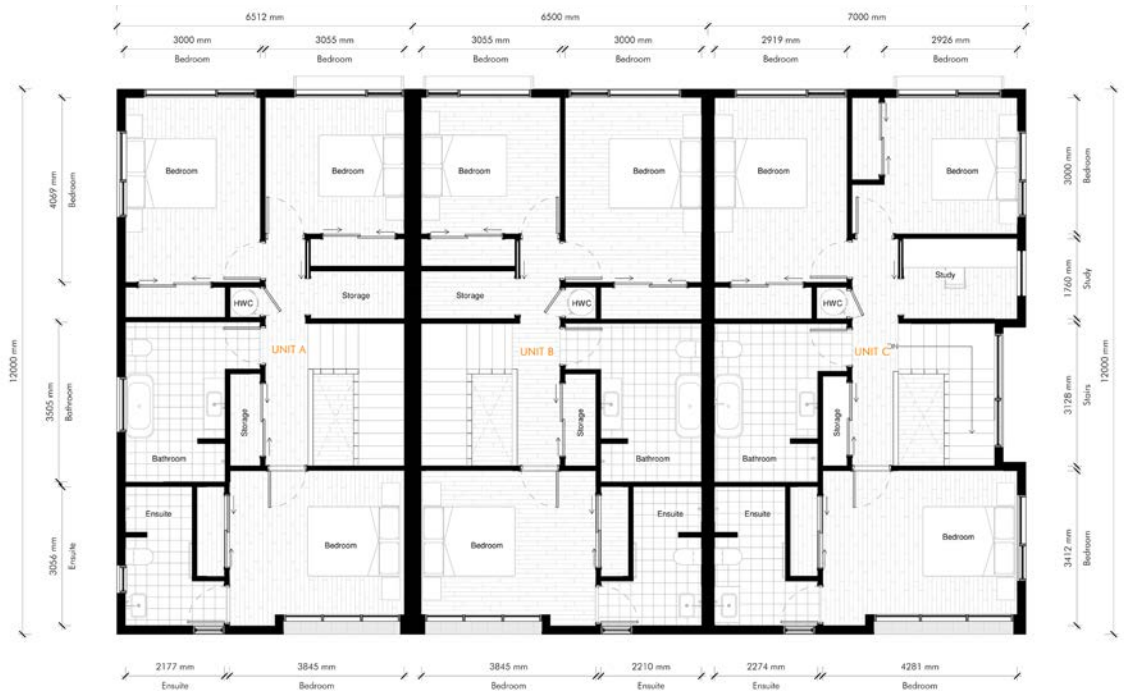 6512 mm
6500 mm
7000 mm
3000 mm
3055 mm
3055 mm
3000 mm
2919 mm
2926 mm
Bedroom
Bedroom
Bedroom
Bedroom
Bedroom
Bedroom
12000 mm
4069 mm
Bedroom
3505 mm
Bathroom
3056 mm
Ensuite
Bedroom
Bedroom
Bedroom
Bedroom
Bedroom
Bedroom
Storage
Storage
Study
HWC
HWC
HWC
UNIT A
UNIT B
UNIT C
DN
Storage
Storage
Storage
Bathroom
Bathroom
Bathroom
Ensuite
Ensuite
Ensuite
Bedroom
Bedroom
Bedroom
3000 mm
Bedroom
1760 mm
Study
3128 mm
Stairs
3412 mm
Bedroom
12000 mm
2177 mm
3845 mm
3845 mm
2210 mm
2274 mm
4281 mm
Ensuite
Bedroom
Bedroom
Ensuite
Ensuite
Bedroom